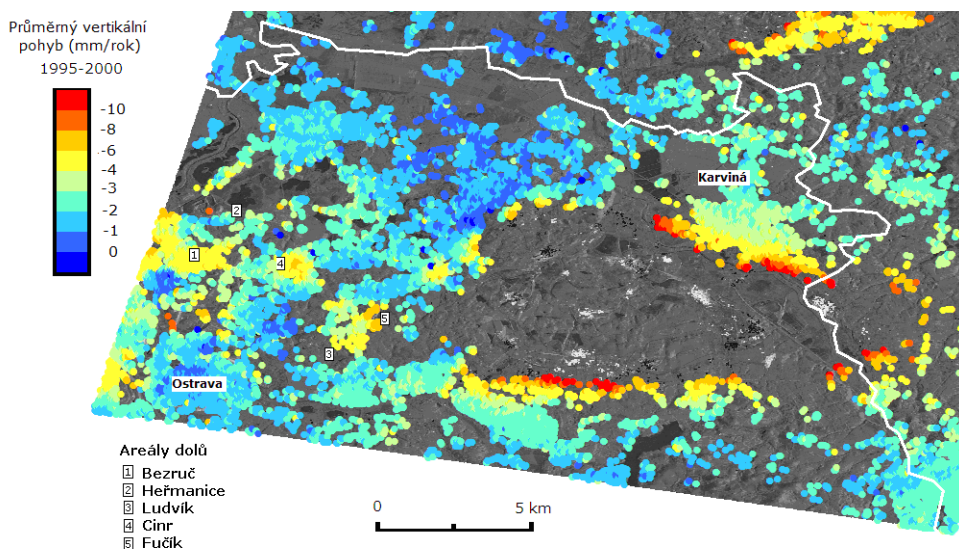 Průměrný vertikální
pohyb (mm/rok)
1995-2000
-10
-8
-6
-4
-3
-2
-1
0
Karviná
2
1
4
5
3
Ostrava
Areály dolů
1 Bezruč
2 Heřmanice
3 Ludvík
4 Cinr
5 Fučík
0 5 km